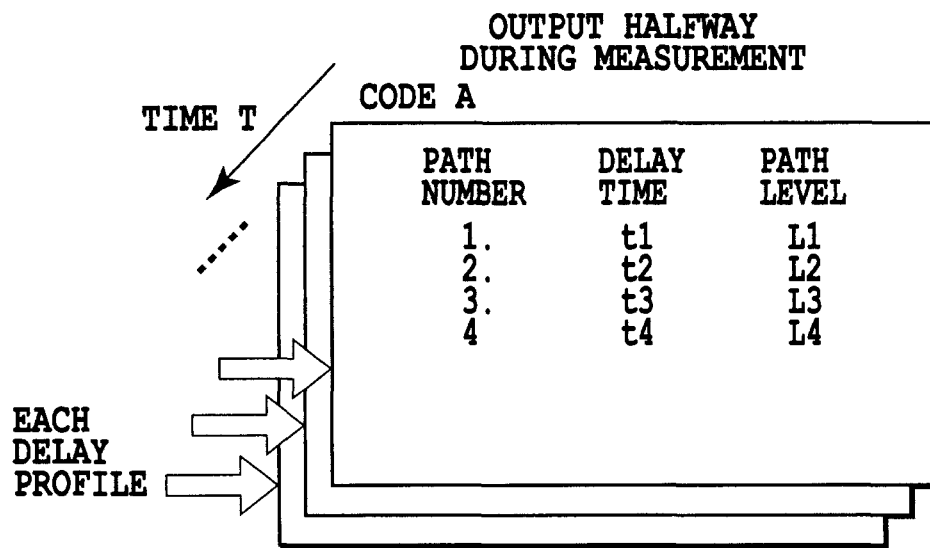 OUTPUT HALFWAY
DURING MEASUREMENT
TIME T
CODE A
PATH NUMBER DELAY TIME PATH LEVEL
1. t1 L1
2. t2 L2
3. t3 L3
4 t4 L4
EACH
DELAY
PROFILE